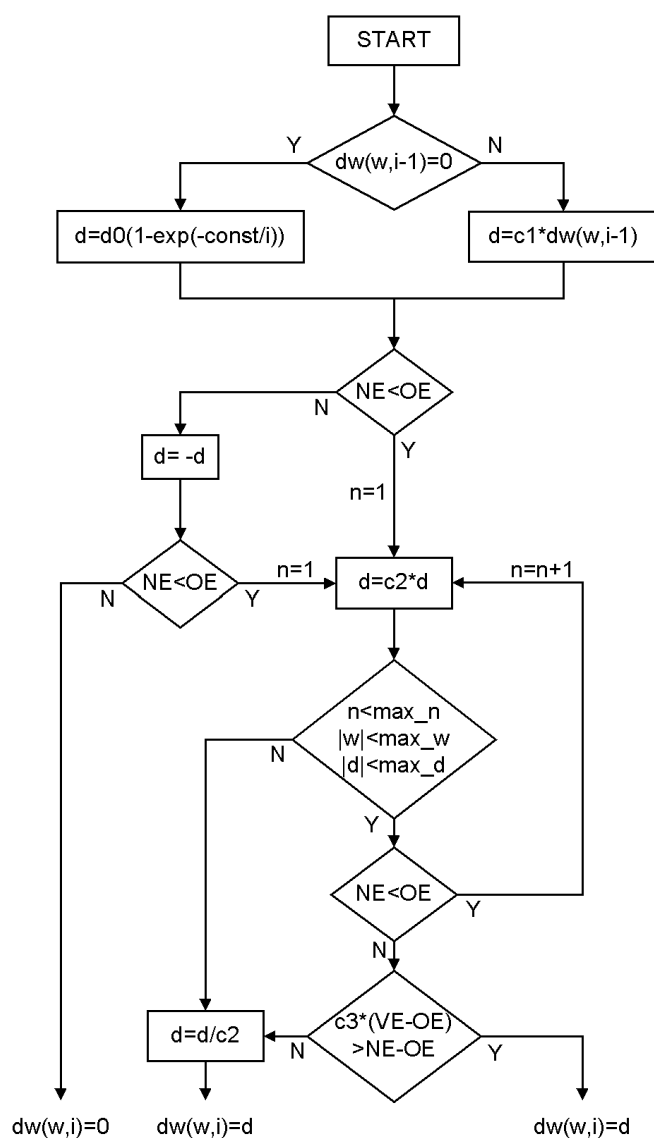 START
Y
N
dw(w,i-1)=0
d=d0(1-exp(-const/i))
d=c1*dw(w,i-1)
NE<OE
N
Y
d= -d
n=1
NE<OE
N
Y
n=1
d=c2*d
n=n+1
n<max_n
|w|<max_w
|d|<max_d
N
Y
NE<OE
Y
N
c3*(VE-OE)
>NE-OE
d=d/c2
N
Y
dw(w,i)=0
dw(w,i)=d
dw(w,i)=d